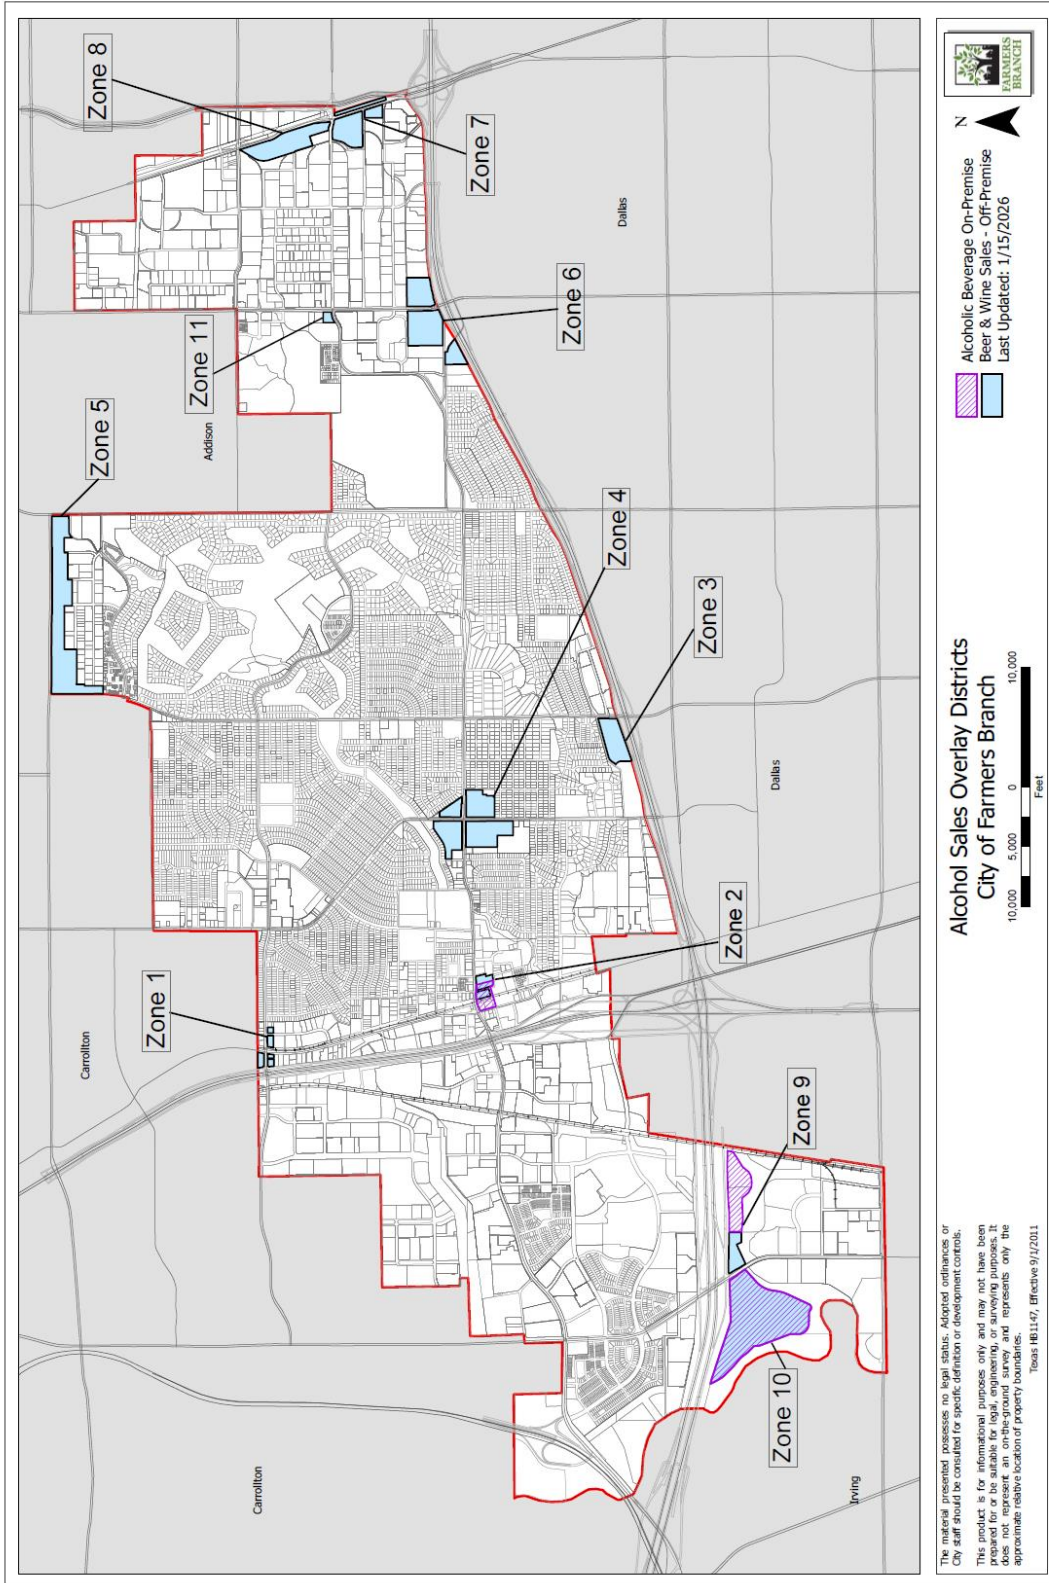 Zone 8
Zone 7
Zone 11
Zone 6
Zone 5
Zone 4
Zone 3
Zone 2
Zone 1
Zone 9
Zone 10
Addison
Dallas
Dallas
Carrollton
Carrollton
Irving
The material presented possesses no legal status. Adopted ordinances or
City staff should be consulted for specific definition or development controls.
This product is for informational purposes only and may not have been
prepared for or be suitable for legal, engineering, or surveying purposes. It
does not represent an on-the-ground survey and represents only the
approximate relative location of property boundaries.
Texas HB1147, Effective 9/1/2011
Alcohol Sales Overlay Districts
City of Farmers Branch
10,000 5,000 0 10,000
Feet
Alcoholic Beverage On-Premise
Beer & Wine Sales - Off-Premise
Last Updated: 1/15/2026
N
FARMERS
BRANCH